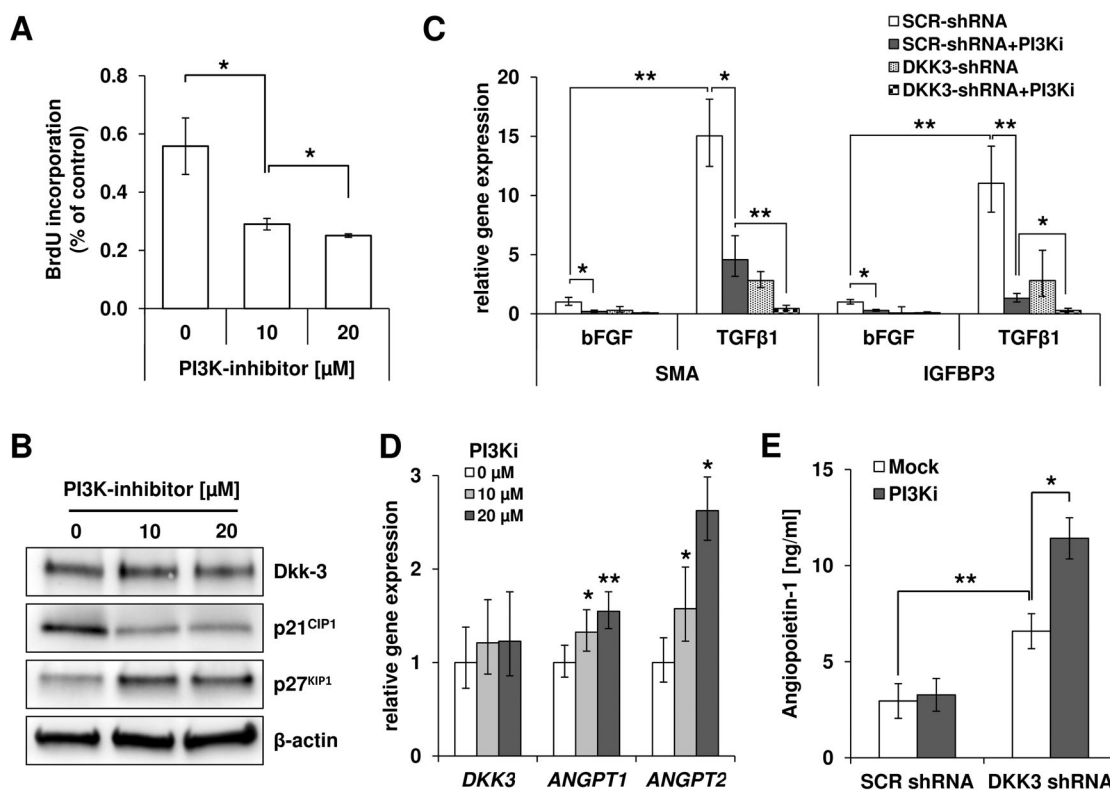 A
BrdU incorporation
(% of control)
0.8
0.6
0.4
0.2
0.0
*
*
0
10
20
PI3K-inhibitor [µM]
C
SCR-shRNA
SCR-shRNA+PI3Ki
DKK3-shRNA
DKK3-shRNA+PI3Ki
relative gene expression
20
15
10
5
0
**
*
**
*
**
**
*
*
bFGF
TGFβ1
bFGF
TGFβ1
SMA
IGFBP3
B
PI3K-inhibitor [µM]
0
10
20
Dkk-3
p21CIP1
p27KIP1
β-actin
D
PI3Ki
0 µM
10 µM
20 µM
relative gene expression
3
2
1
0
*
**
*
*
DKK3
ANGPT1
ANGPT2
E
Mock
PI3Ki
Angiopoietin-1 [ng/ml]
15
10
5
0
**
*
SCR shRNA
DKK3 shRNA